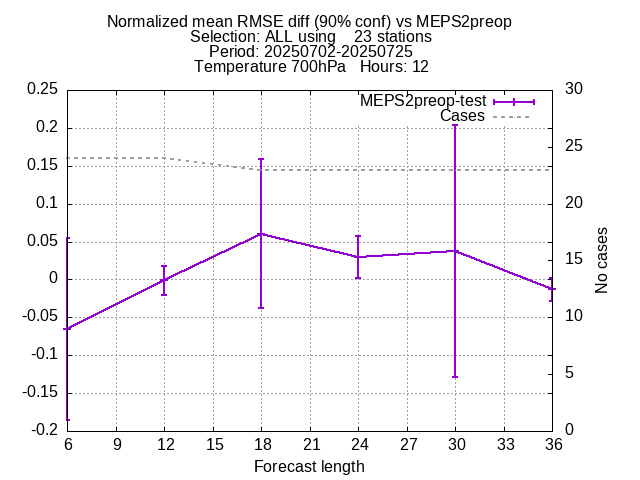 Normalized mean RMSE diff (90% conf) vs MEPS2preop
Selection: ALL using    23 stations
Period: 20250702-20250725
Temperature 700hPa   Hours: 12
MEPS2preop-test
Cases
0.25
0.2
0.15
0.1
0.05
0
-0.05
-0.1
-0.15
-0.2
30
25
20
15
10
5
0
No cases
6 9 12 15 18 21 24 27 30 33 36
Forecast length